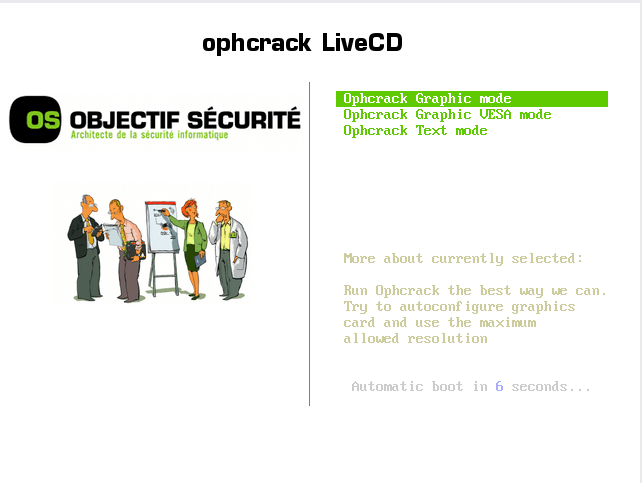 ophcrack LiveCD
OS OBJECTIF SÉCURITÉ
Architecte de la sécurité informatique
Ophcrack Graphic mode
Ophcrack Graphic VESA mode
Ophcrack Text mode
More about currently selected:
Run Ophcrack the best way we can.
Try to autoconfigure graphics
card and use the maximum
allowed resolution
Automatic boot in 6 seconds...